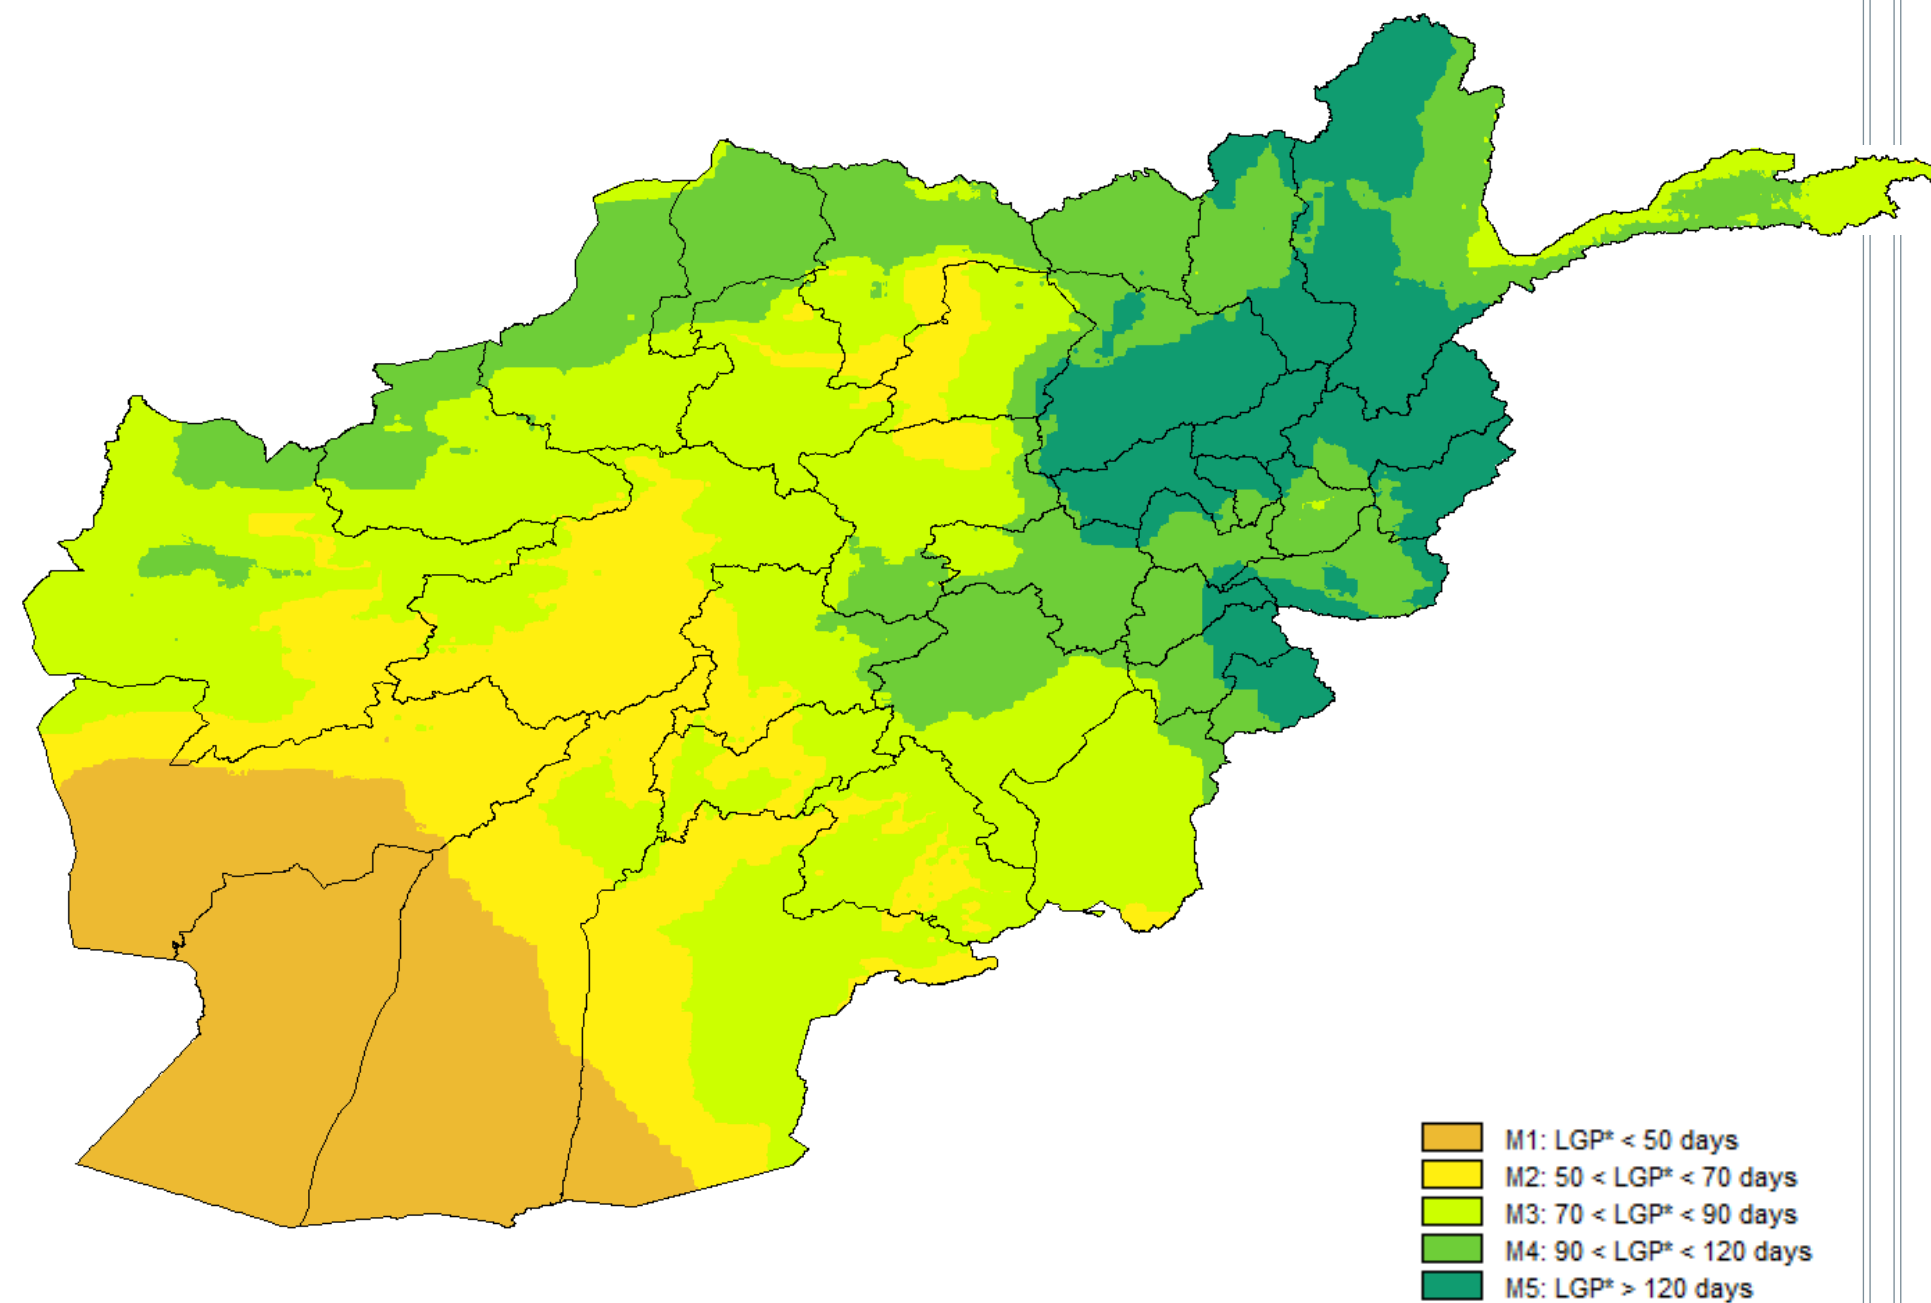 M1: LGP* < 50 days
M2: 50 < LGP* < 70 days
M3: 70 < LGP* < 90 days
M4: 90 < LGP* < 120 days
M5: LGP* > 120 days